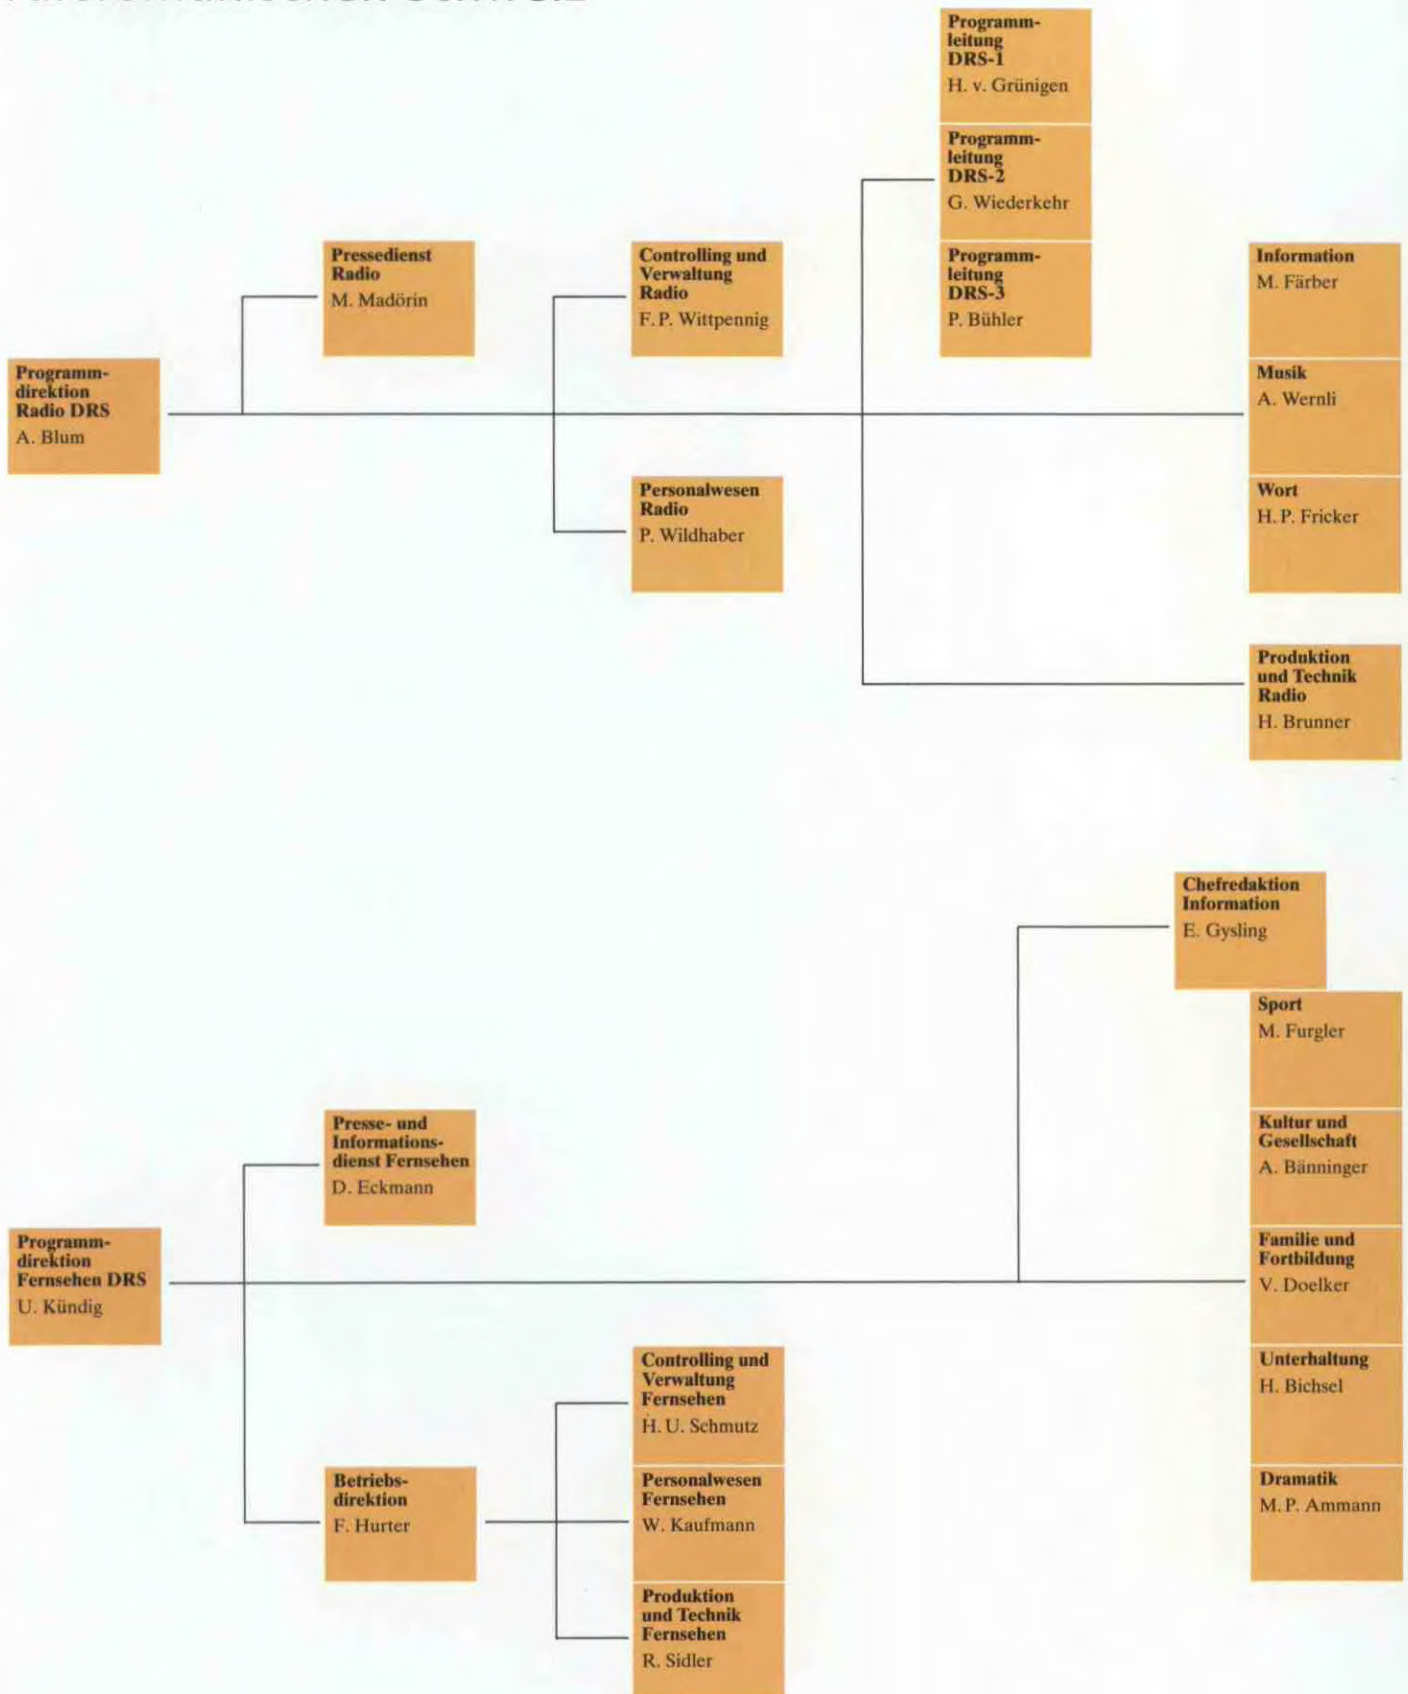 Programm-
leitung
DRS-1
H. v. Grünigen
Programm-
leitung
DRS-2
G. Wiederkehr
Programm-
leitung
DRS-3
P. Bühler
Pressedienst
Radio
M. Madörin
Controlling und
Verwaltung
Radio
F. P. Wittpennig
Information
M. Färber
Programm-
direktion
Radio DRS
A. Blum
Musik
A. Wernli
Personalwesen
Radio
P. Wildhaber
Wort
H. P. Fricker
Produktion
und Technik
Radio
H. Brunner
Chefredaktion
Information
E. Gysling
Sport
M. Furgler
Presse- und
Informations-
dienst Fernsehen
D. Eckmann
Kultur und
Gesellschaft
A. Bänninger
Programm-
direktion
Fernsehen DRS
U. Kündig
Familie und
Fortbildung
V. Doelker
Controlling und
Verwaltung
Fernsehen
H. U. Schmutz
Unterhaltung
H. Bichsel
Betriebs-
direktion
F. Hurter
Personalwesen
Fernsehen
W. Kaufmann
Dramatik
M. P. Ammann
Produktion
und Technik
Fernsehen
R. Sidler